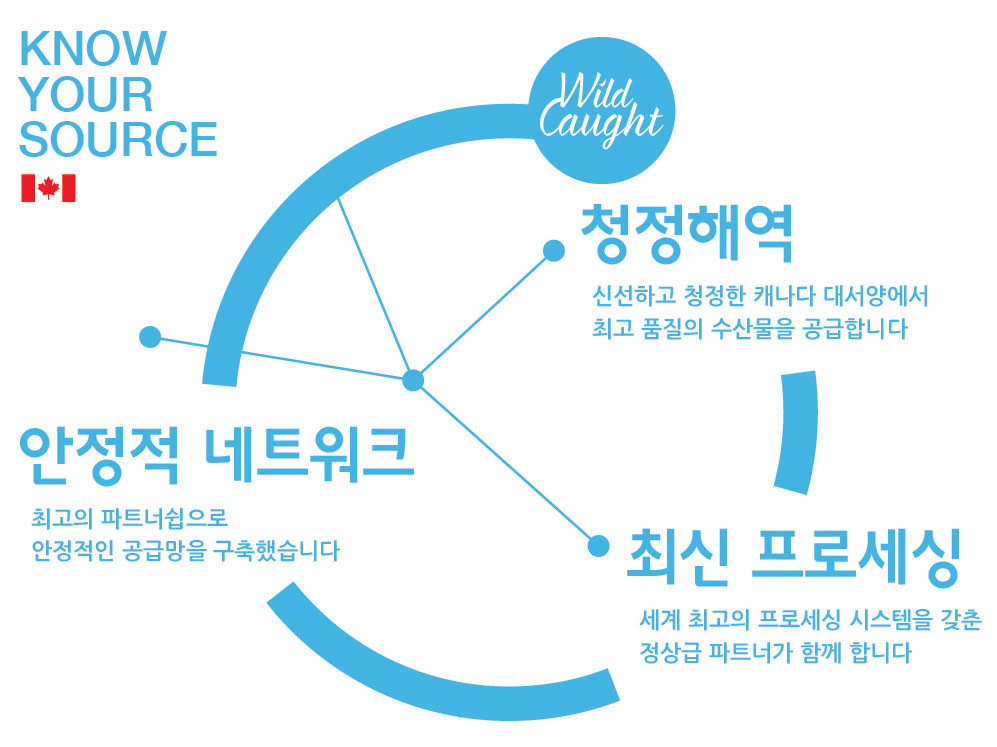 KNOW
YOUR
SOURCE
Wild
Caught
청정해역
신선하고 청정한 캐나다 대서양에서
최고 품질의 수산물을 공급합니다
안정적 네트워크
최고의 파트너쉽으로
안정적인 공급망을 구축했습니다
최신 프로세싱
세계 최고의 프로세싱 시스템을 갖춘
정상급 파트너가 함께 합니다